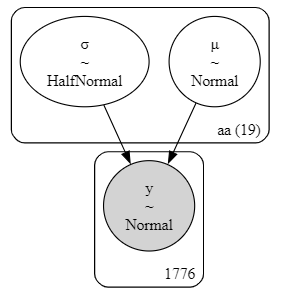 σ
~
HalfNormal
μ
~
Normal
aa (19)
y
~
Normal
1776